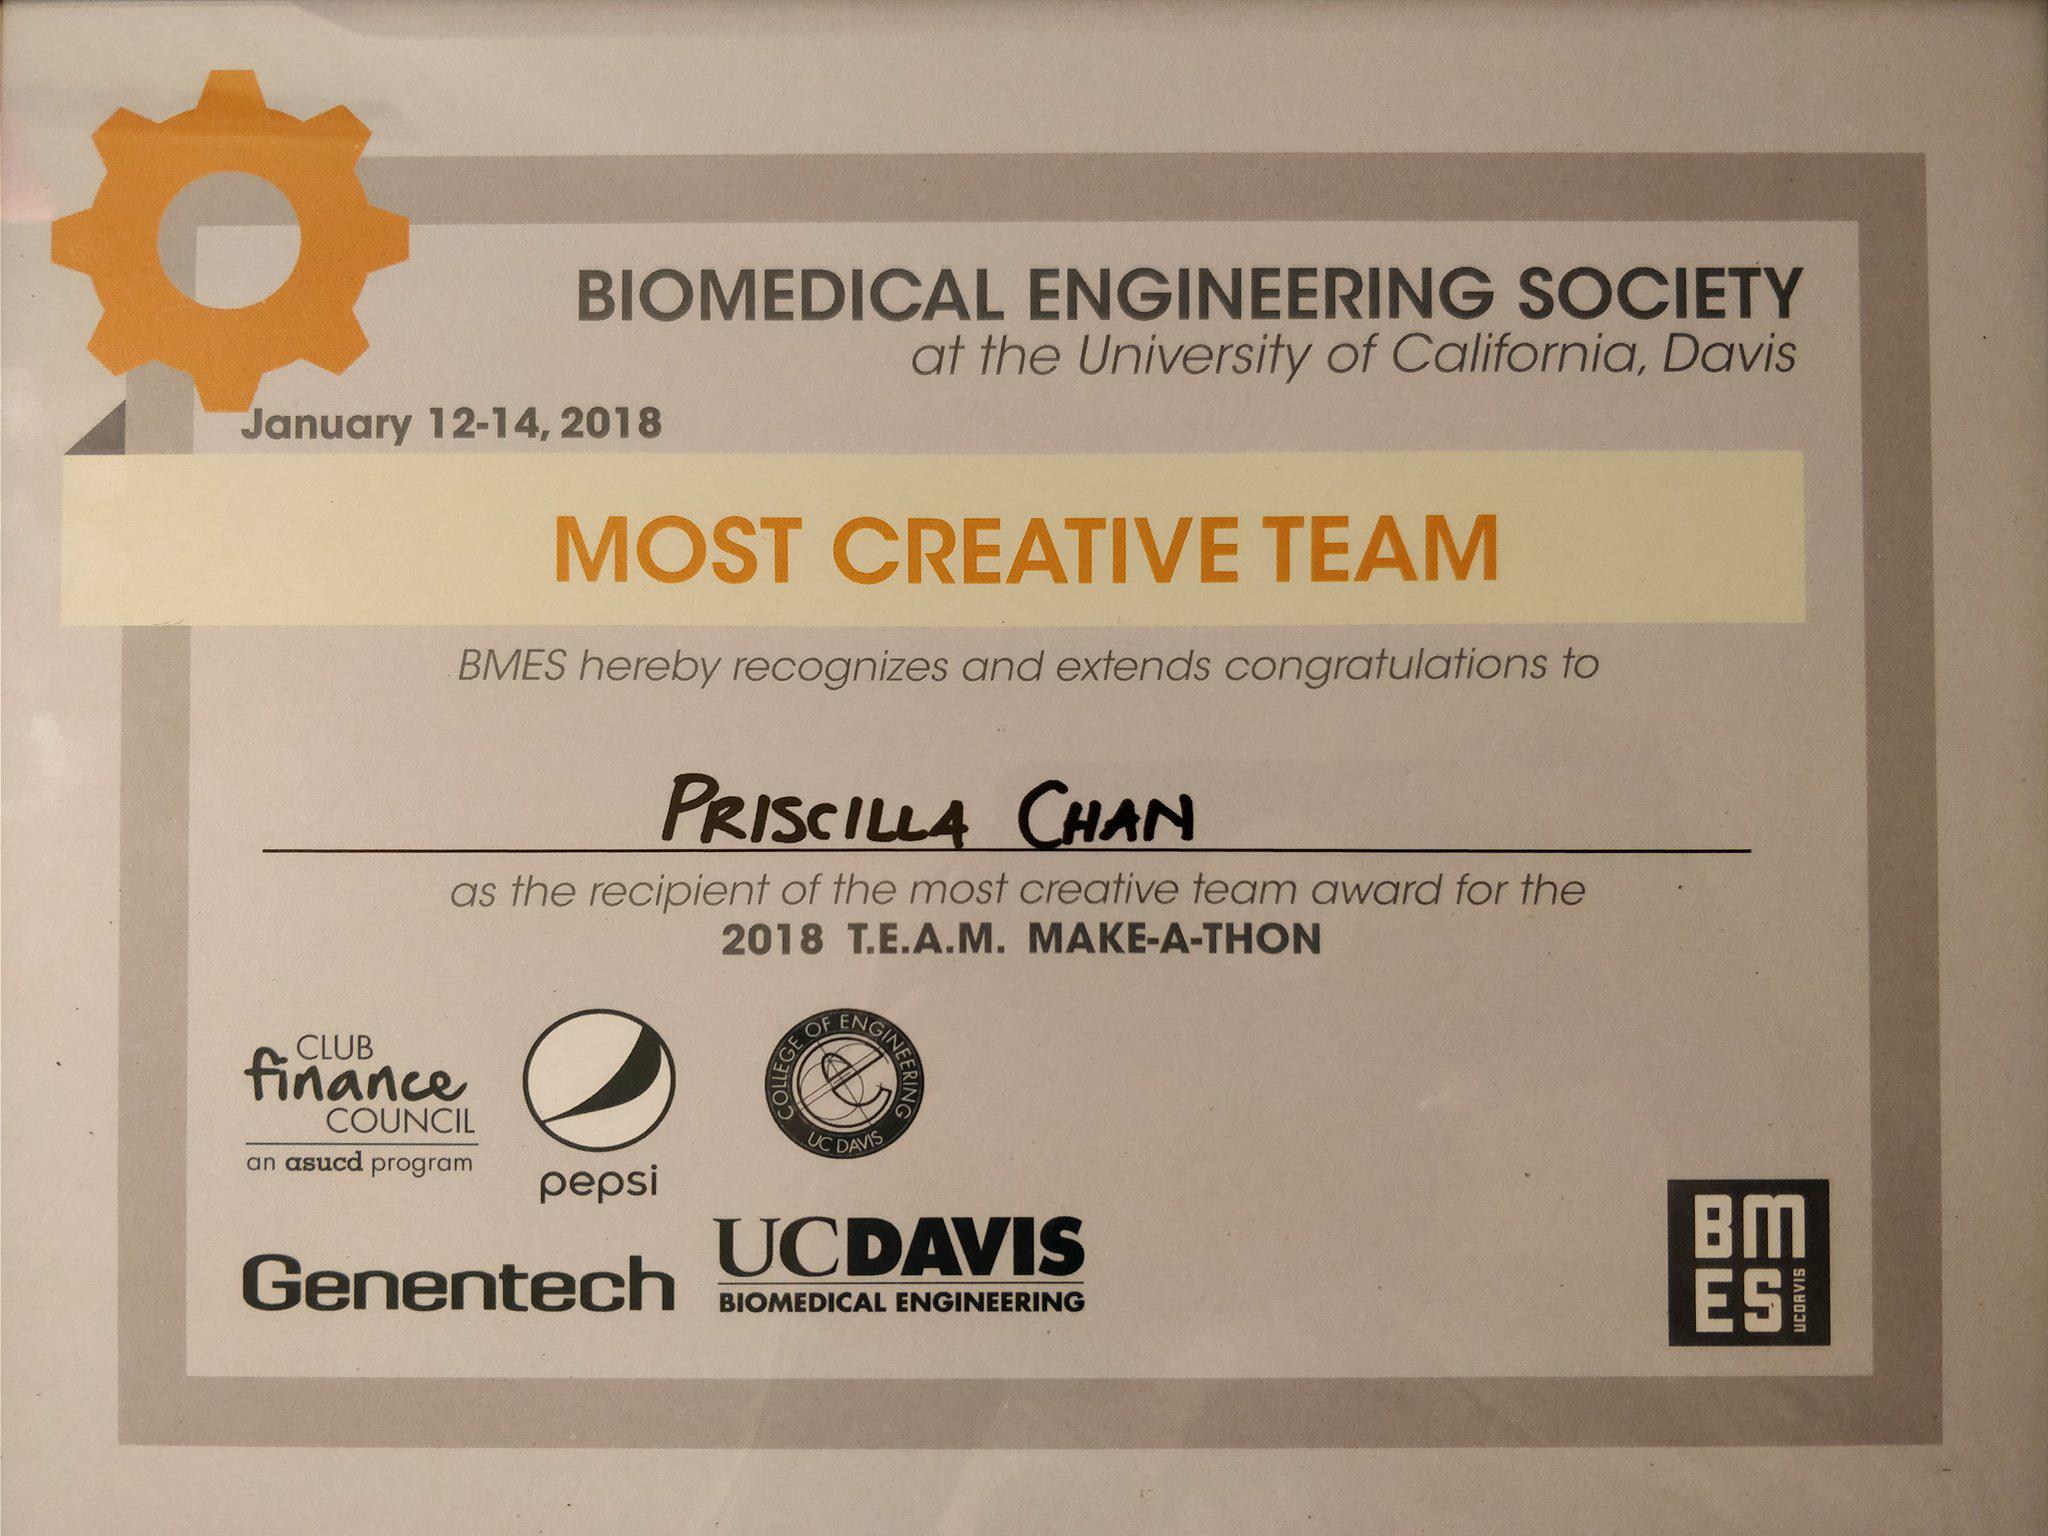 BIOMEDICAL ENGINEERING SOCIETY
at the University of California, Davis
January 12-14, 2018
MOST CREATIVE TEAM
BMES hereby recognizes and extends congratulations to
PRISCILLA CHAN
as the recipient of the most creative team award for the
2018 T.E.A.M. MAKE-A-THON
CLUB
finance
COUNCIL
an asucd program
pepsi
COLLEGE OF ENGINEERING
UC DAVIS
Genentech
UCDAVIS
BIOMEDICAL ENGINEERING
BM
ES
UCDAVIS